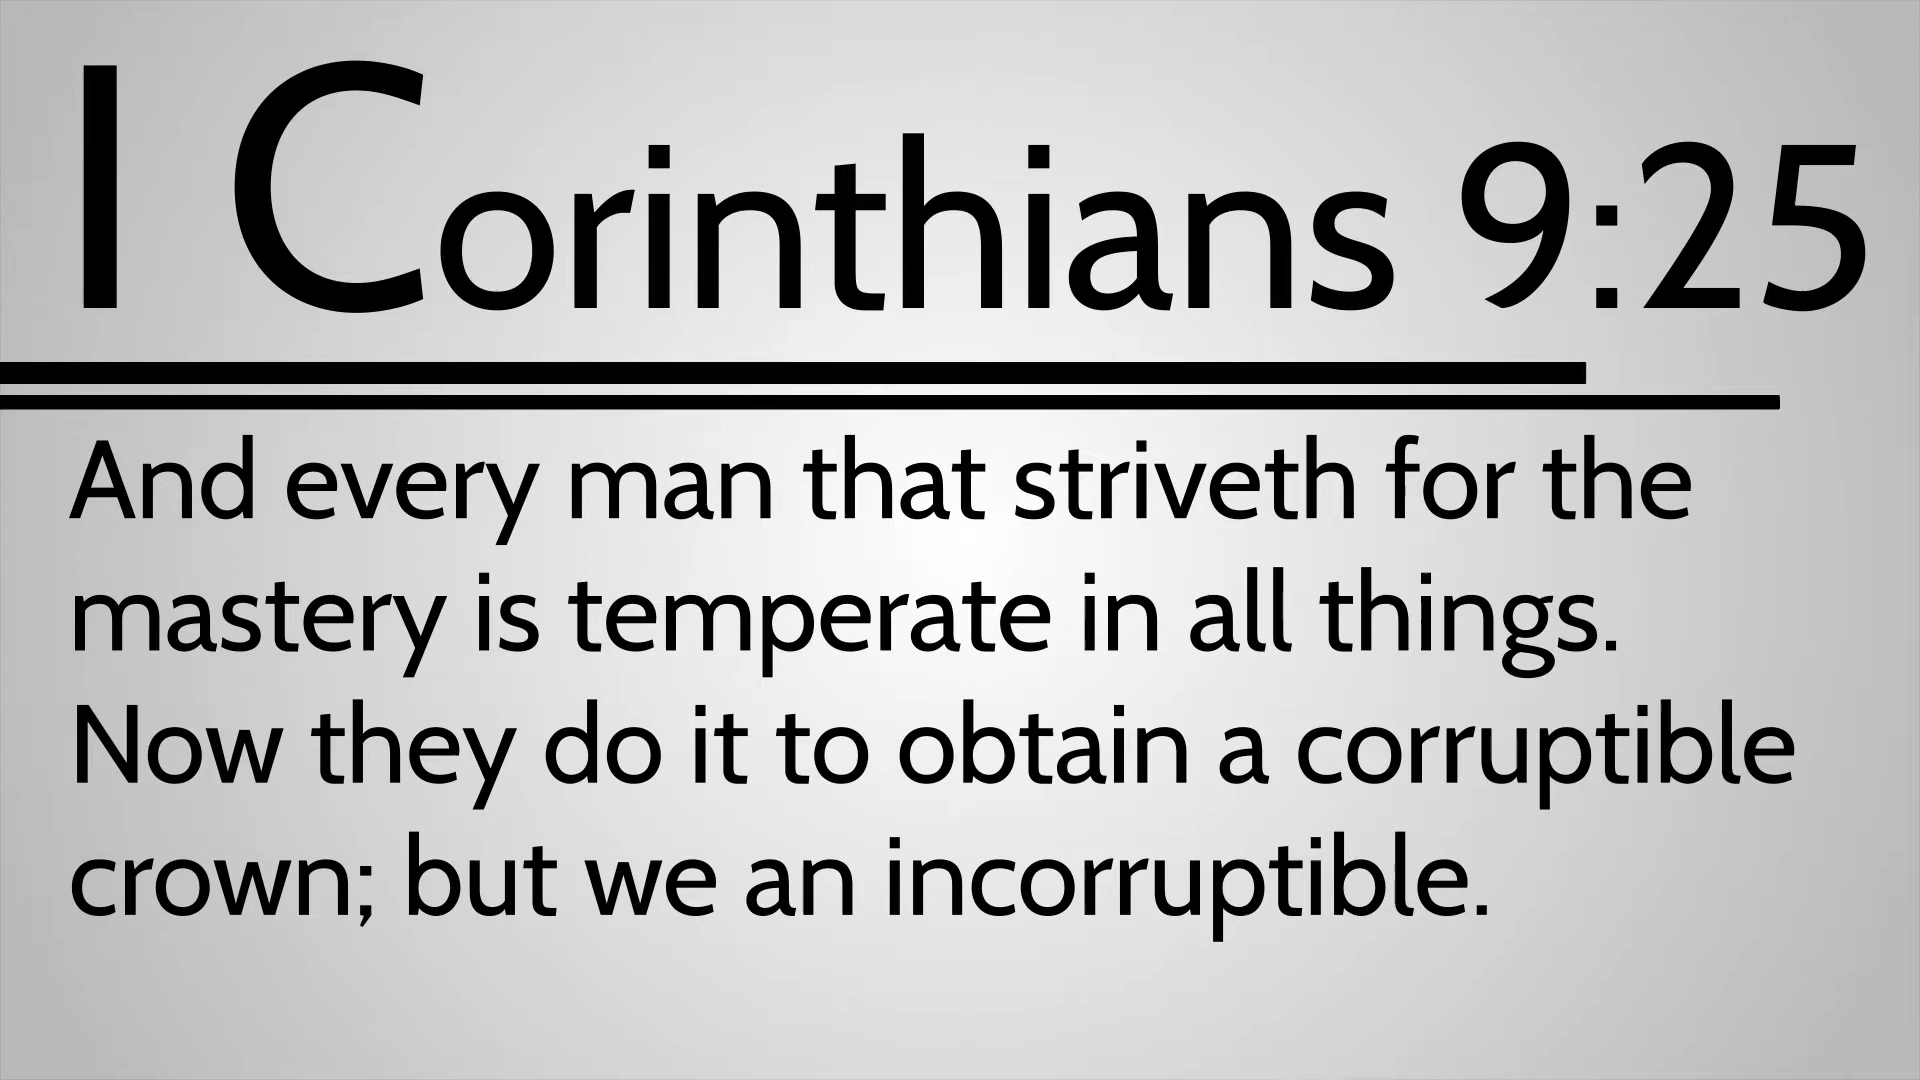 I Corinthians 9:25
And every man that striveth for the
mastery is temperate in all things.
Now they do it to obtain a corruptible
crown; but we an incorruptible.